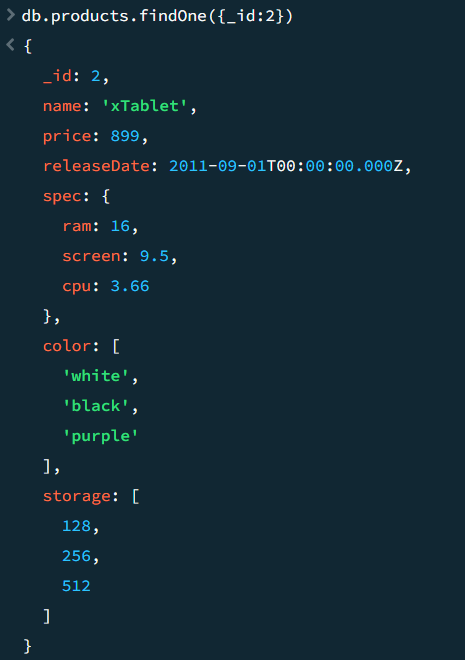 > db.products.findOne({_id:2})
< {
_id: 2,
name: 'xTablet',
price: 899,
releaseDate: 2011-09-01T00:00:00.000Z,
spec: {
ram: 16,
screen: 9.5,
cpu: 3.66
},
color: [
'white',
'black',
'purple'
],
storage: [
128,
256,
512
]
}